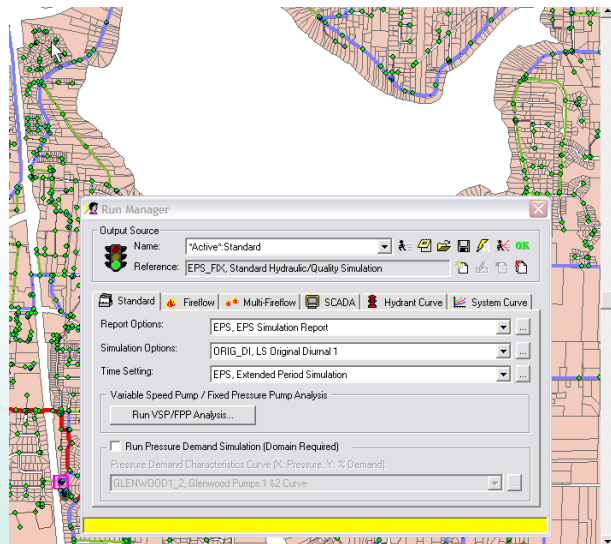 Run Manager
Output Source
Name: *Active*:Standard OK
Reference: EPS_FIX, Standard Hydraulic/Quality Simulation
Standard Fireflow Multi-Fireflow SCADA Hydrant Curve System Curve
Report Options: EPS, EPS Simulation Report ...
Simulation Options: ORIG_DI, LS Original Diurnal 1 ...
Time Setting: EPS, Extended Period Simulation ...
Variable Speed Pump / Fixed Pressure Pump Analysis
Run VSP/FPP Analysis...
Run Pressure Demand Simulation (Domain Required)
Pressure Demand Characteristics Curve (X: Pressure, Y: % Demand):
GLENWOOD1_2, Glenwood Pumps 1 &2 Curve ...